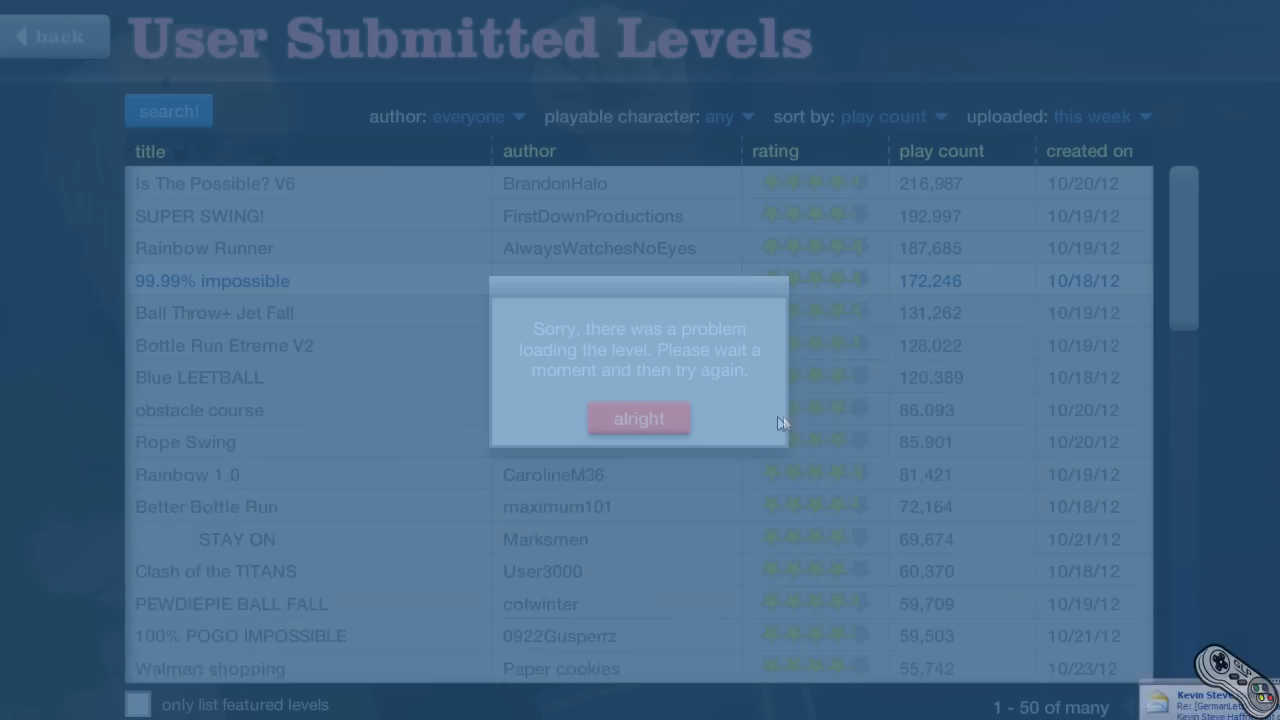 back
User Submitted Levels
search!
author: everyone playable character: any sort by: play count uploaded: this week
title author rating play count created on
Is The Possible? V6 BrandonHalo 216,987 10/20/12
SUPER SWING! FirstDownProductions 192,997 10/19/12
Rainbow Runner AlwaysWatchesNoEyes 187,685 10/19/12
99.99% impossible 172,246 10/18/12
Ball Throw+ Jet Fall 131,262 10/19/12
Bottle Run Etreme V2 128,022 10/19/12
Blue LEETBALL 120,389 10/18/12
obstacle course 86,093 10/20/12
Rope Swing 85,901 10/20/12
Rainbow 1.0 CarolineM36 81,421 10/19/12
Better Bottle Run maximum101 72,164 10/18/12
STAY ON Marksmen 69,674 10/21/12
Clash of the TITANS User3000 60,370 10/18/12
PEWDIEPIE BALL FALL colwinter 59,709 10/19/12
100% POGO IMPOSSIBLE 0922Gusperrz 59,503 10/21/12
Walmart shopping Paper cookies 55,742 10/23/12
Sorry, there was a problem
loading the level. Please wait a
moment and then try again.
alright
only list featured levels
1 - 50 of many
Kevin Steve
Re: [GermanLet
Kevin Steve